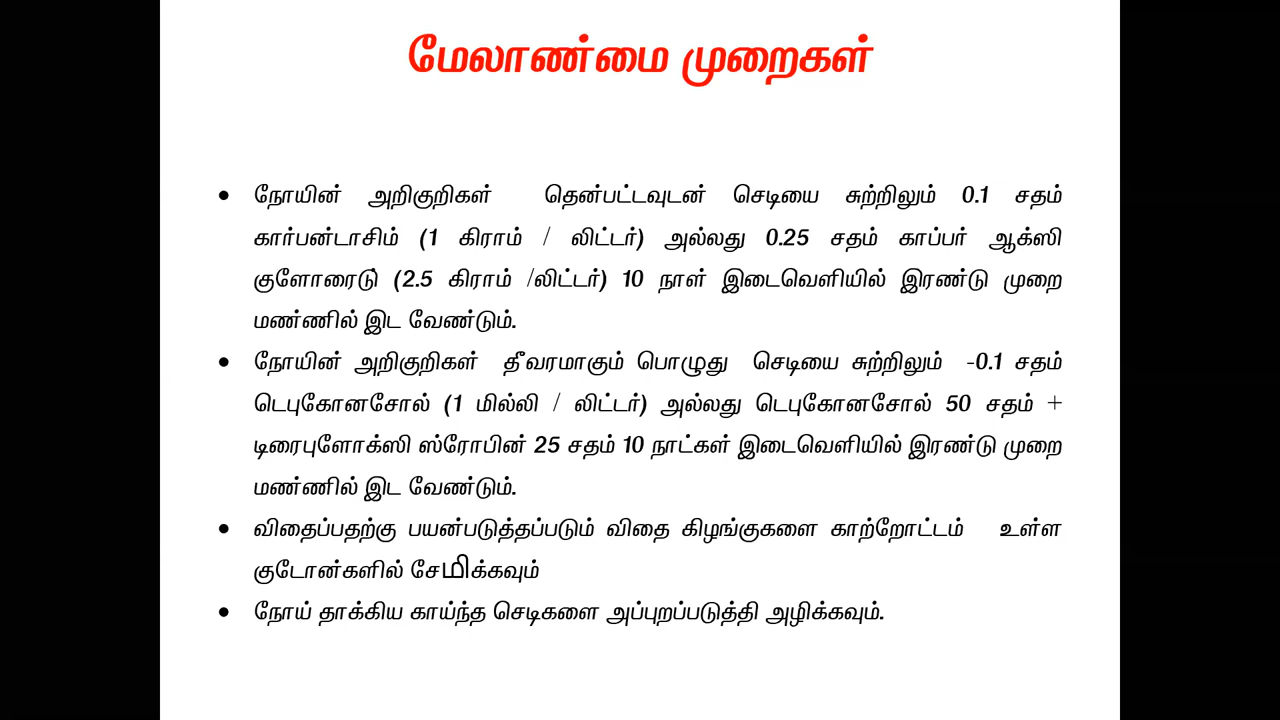 மேலாண்மை முறைகள்
• நோயின் அறிகுறிகள் தென்பட்டவுடன் செடியை சுற்றிலும் 0.1 சதம்
கார்பன்டாசிம் (1 கிராம் / லிட்டர்) அல்லது 0.25 சதம் காப்பர் ஆக்ஸி
குளோரைடு் (2.5 கிராம் /லிட்டர்) 10 நாள் இடைவெளியில் இரண்டு முறை
மண்ணில் இட வேண்டும்.
• நோயின் அறிகுறிகள் தீவரமாகும் பொழுது செடியை சுற்றிலும் -0.1 சதம்
டெபுகோனசோல் (1 மில்லி / லிட்டர்) அல்லது டெபுகோனசோல் 50 சதம் +
டிரைபுளோக்ஸி ஸ்ரோபின் 25 சதம் 10 நாட்கள் இடைவெளியில் இரண்டு முறை
மண்ணில் இட வேண்டும்.
• விதைப்பதற்கு பயன்படுத்தப்படும் விதை கிழங்குகளை காற்றோட்டம் உள்ள
குடோன்களில் சேமிக்கவும்
• நோய் தாக்கிய காய்ந்த செடிகளை அப்புறப்படுத்தி அழிக்கவும்.